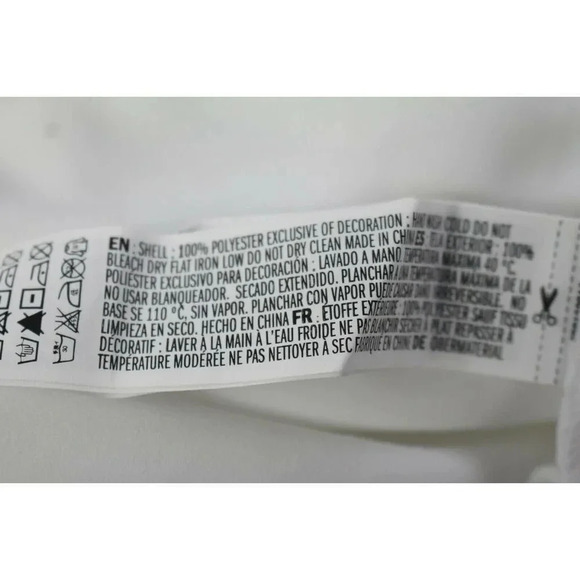 EN : SHELL : 100% POLYESTER EXCLUSIVE OF DECORATION : HAND WASH COLD DO NOT
BLEACH DRY FLAT IRON LOW DO NOT DRY CLEAN MADE IN CHINA ES TELA EXTERIOR : 100%
POLIÉSTER EXCLUSIVO PARA DECORACIÓN : LAVADO A MANO TEMPERATURA MÁXIMA 40 °C.
NO USAR BLANQUEADOR. SECADO EXTENDIDO. PLANCHAR A TEMPERATURA MÁXIMA DE LA
BASE SE 110 °C, SIN VAPOR. PLANCHAR CON VAPOR PUEDE CAUSAR IRREVERSIBLE. NO
LIMPIEZA EN SECO. HECHO EN CHINA FR : ÉTOFFE EXTÉRIEURE : 100% POLYESTER, SAUF TISSU
DÉCORATIF : LAVER À LA MAIN À L'EAU FROIDE NE PAS BLANCHIR SÉCHER À PLAT REPASSER À
TEMPÉRATURE MODÉRÉE NE PAS NETTOYER À SEC FABRIQUÉ EN CHINE DE OBERMATERIAL